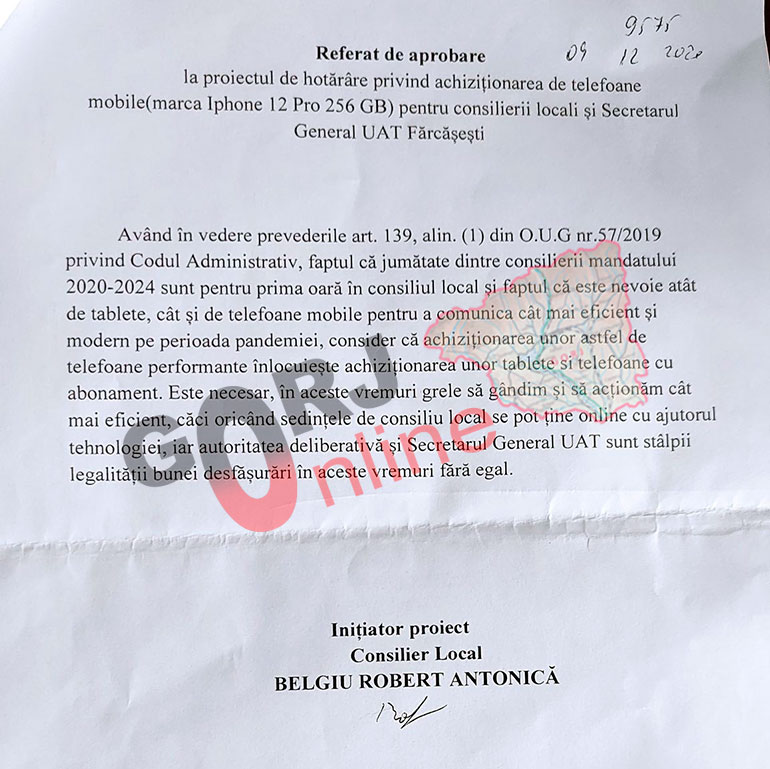 9575
Referat de aprobare
09 12 2020
la proiectul de hotărâre privind achiziționarea de telefoane
mobile(marca Iphone 12 Pro 256 GB) pentru consilierii locali și Secretarul
General UAT Fărcășești
Având în vedere prevederile art. 139, alin. (1) din O.U.G nr.57/2019
privind Codul Administrativ, faptul că jumătate dintre consilierii mandatului
2020-2024 sunt pentru prima oară în consiliul local și faptul că este nevoie atât
de tablete, cât și de telefoane mobile pentru a comunica cât mai eficient și
modern pe perioada pandemiei, consider că achiziționarea unor astfel de
telefoane performante înlocuiește achiziționarea unor tablete si telefoane cu
abonament. Este necesar, în aceste vremuri grele să gândim și să acționăm cât
mai eficient, căci oricând sedințele de consiliu local se pot ține online cu ajutorul
tehnologiei, iar autoritatea deliberativă și Secretarul General UAT sunt stâlpii
legalității bunei desfășurări în aceste vremuri fără egal.
GORJ
Online
Inițiator proiect
Consilier Local
BELGIU ROBERT ANTONICĂ